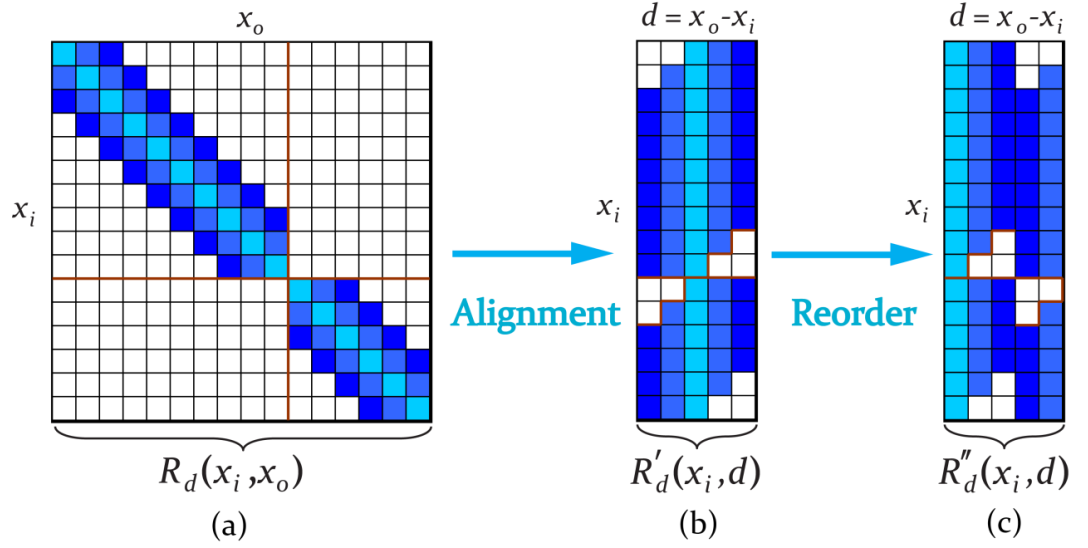 x_o
d = x_o-x_i
d = x_o-x_i
x_i
x_i
x_i
Alignment
Reorder
R_d(x_i,x_o)
R'_d(x_i,d)
R''_d(x_i,d)
(a)
(b)
(c)